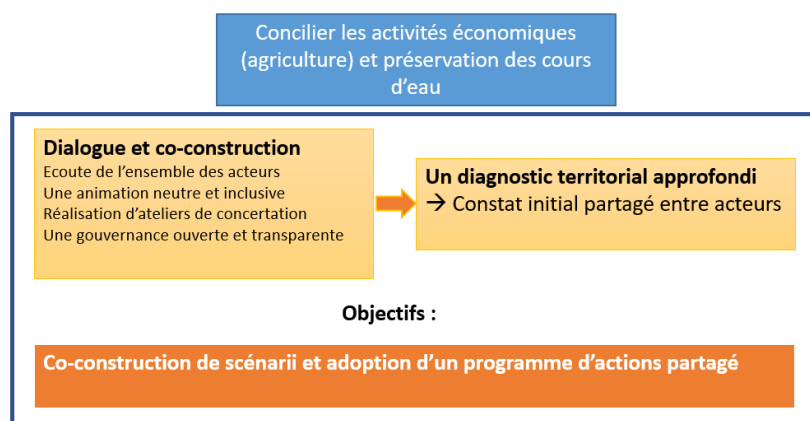 Concilier les activités économiques
(agriculture) et préservation des cours
d'eau
Dialogue et co-construction
Ecoute de l'ensemble des acteurs
Une animation neutre et inclusive
Réalisation d'ateliers de concertation
Une gouvernance ouverte et transparente
Un diagnostic territorial approfondi
→ Constat initial partagé entre acteurs
Objectifs :
Co-construction de scénarii et adoption d'un programme d'actions partagé